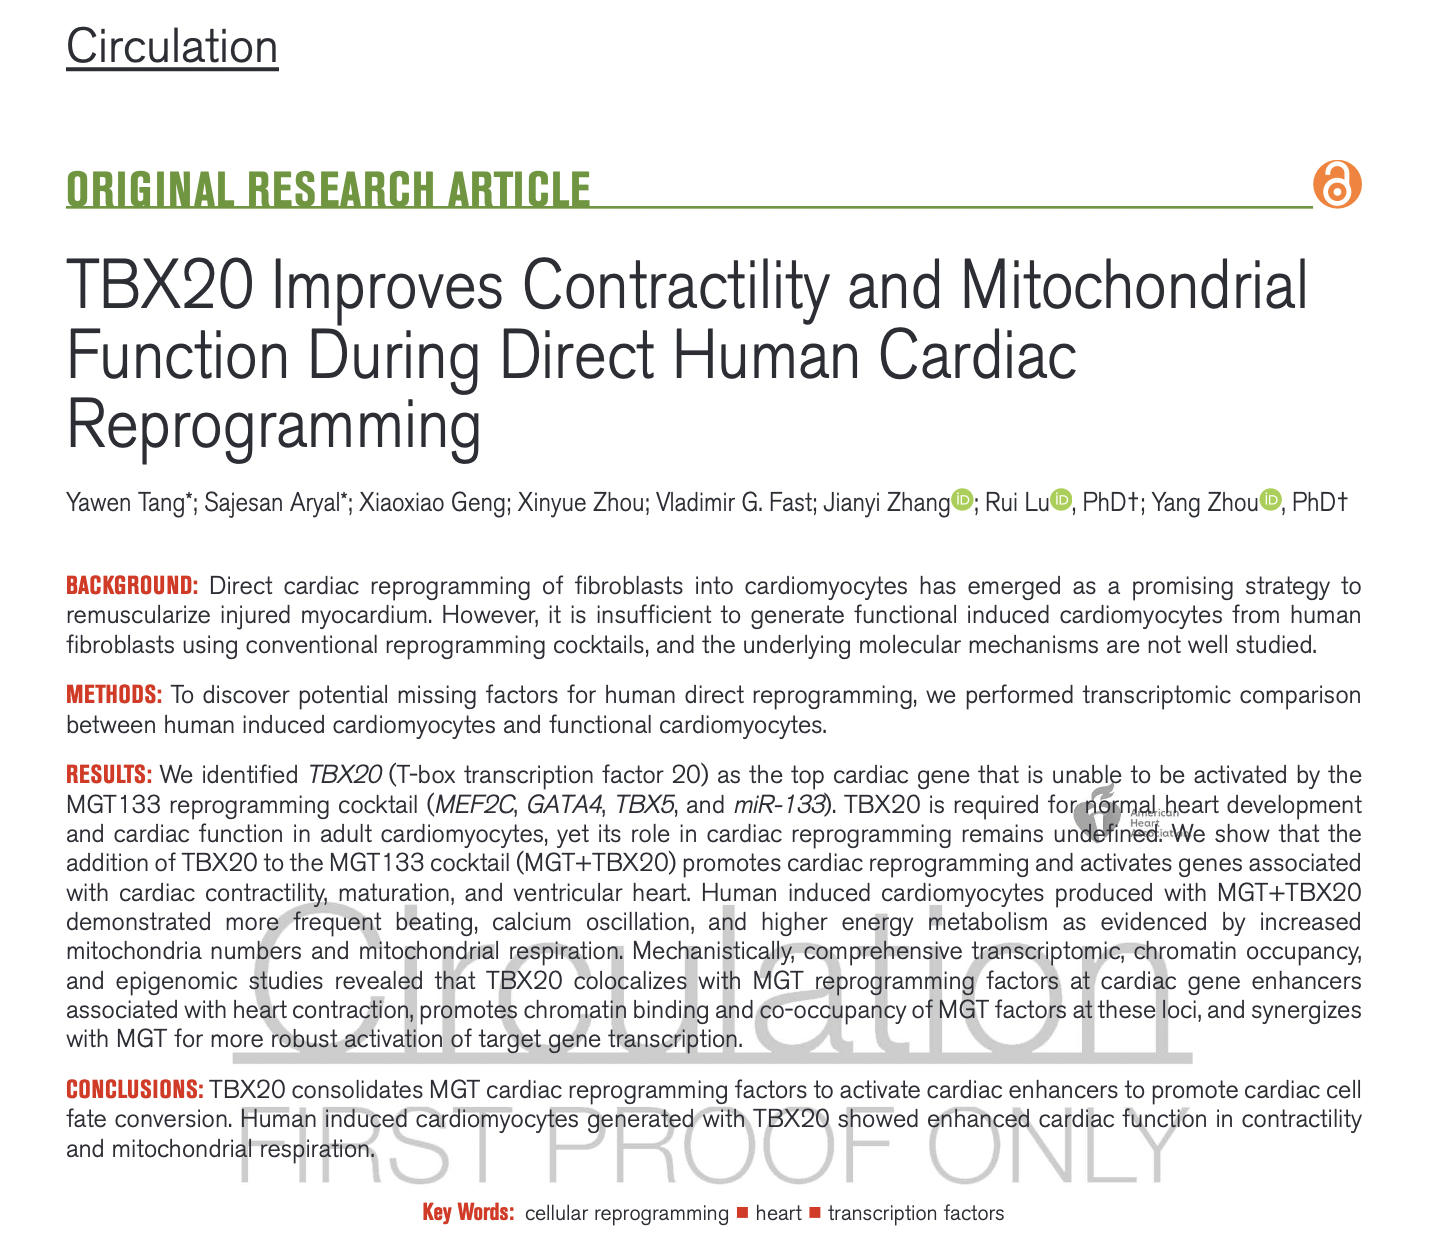 Circulation
ORIGINAL RESEARCH ARTICLE
TBX20 Improves Contractility and Mitochondrial
Function During Direct Human Cardiac
Reprogramming
Yawen Tang*; Sajesan Aryal*; Xiaoxiao Geng; Xinyue Zhou; Vladimir G. Fast; Jianyi Zhang iD; Rui Lu iD, PhD†; Yang Zhou iD, PhD†
BACKGROUND: Direct cardiac reprogramming of fibroblasts into cardiomyocytes has emerged as a promising strategy to
remuscularize injured myocardium. However, it is insufficient to generate functional induced cardiomyocytes from human
fibroblasts using conventional reprogramming cocktails, and the underlying molecular mechanisms are not well studied.
METHODS: To discover potential missing factors for human direct reprogramming, we performed transcriptomic comparison
between human induced cardiomyocytes and functional cardiomyocytes.
RESULTS: We identified TBX20 (T-box transcription factor 20) as the top cardiac gene that is unable to be activated by the
MGT133 reprogramming cocktail (MEF2C, GATA4, TBX5, and miR-133). TBX20 is required for normal heart development
and cardiac function in adult cardiomyocytes, yet its role in cardiac reprogramming remains undefined. We show that the
addition of TBX20 to the MGT133 cocktail (MGT+TBX20) promotes cardiac reprogramming and activates genes associated
with cardiac contractility, maturation, and ventricular heart. Human induced cardiomyocytes produced with MGT+TBX20
demonstrated more frequent beating, calcium oscillation, and higher energy metabolism as evidenced by increased
mitochondria numbers and mitochondrial respiration. Mechanistically, comprehensive transcriptomic, chromatin occupancy,
and epigenomic studies revealed that TBX20 colocalizes with MGT reprogramming factors at cardiac gene enhancers
associated with heart contraction, promotes chromatin binding and co-occupancy of MGT factors at these loci, and synergizes
with MGT for more robust activation of target gene transcription.
CONCLUSIONS: TBX20 consolidates MGT cardiac reprogramming factors to activate cardiac enhancers to promote cardiac cell
fate conversion. Human induced cardiomyocytes generated with TBX20 showed enhanced cardiac function in contractility
and mitochondrial respiration.
Key Words: cellular reprogramming ■ heart ■ transcription factors
American
Heart
Association
Circulation
FIRST PROOF ONLY